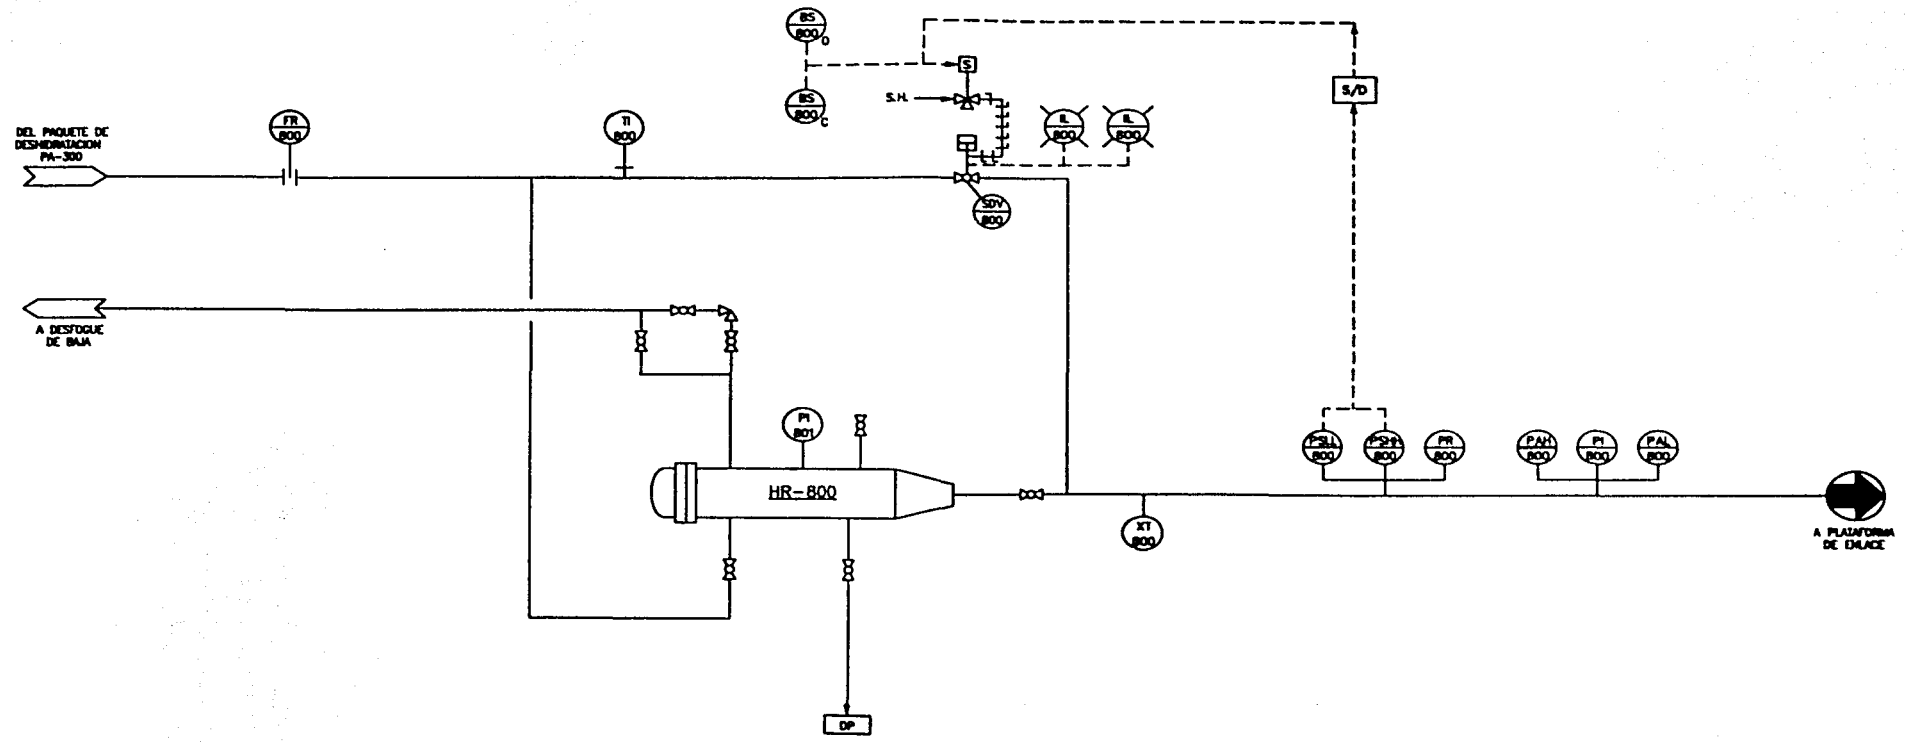 BS
800
O
BS
800
C
S
S.H.
S/D
IL
800
IL
800
FR
800
TI
800
DEL PAQUETE DE
DESHIDRATACION
PA-300
SDV
800
A DESFOGUE
DE BAJA
PI
801
HR-800
PSLL
800
PSHH
800
PR
800
PAH
800
PI
800
PAL
800
XT
800
A PLATAFORMA
DE ENLACE
DP